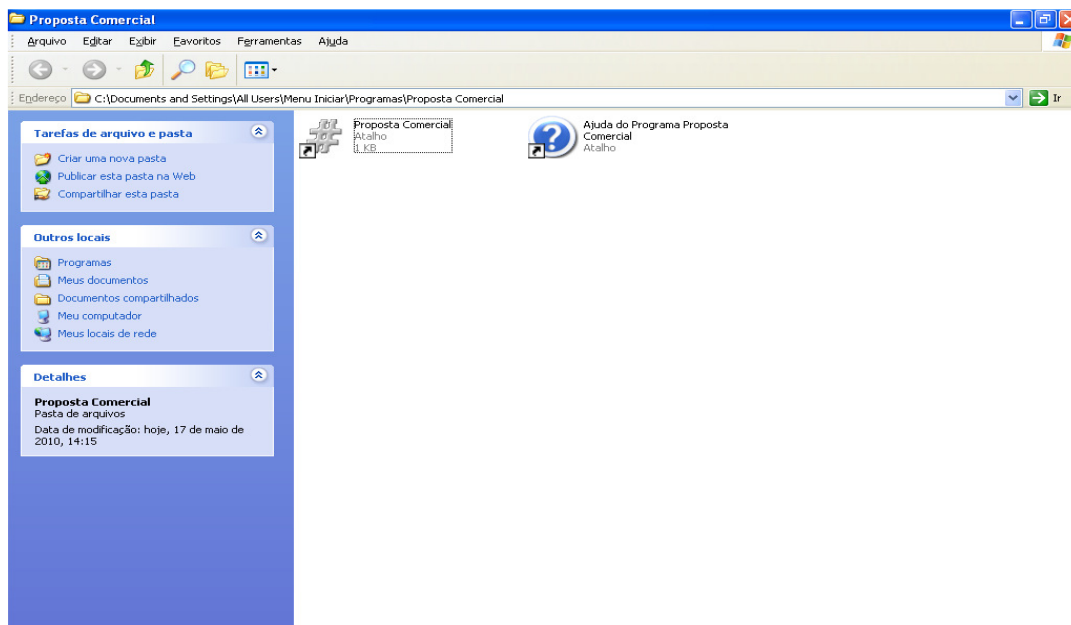 Proposta Comercial
Arquivo Editar Exibir Favoritos Ferramentas Ajuda
Endereço C:\Documents and Settings\All Users\Menu Iniciar\Programas\Proposta Comercial Ir
Tarefas de arquivo e pasta
Criar uma nova pasta
Publicar esta pasta na Web
Compartilhar esta pasta
Outros locais
Programas
Meus documentos
Documentos compartilhados
Meu computador
Meus locais de rede
Detalhes
Proposta Comercial
Pasta de arquivos
Data de modificação: hoje, 17 de maio de
2010, 14:15
Proposta Comercial
Atalho
1 KB
Ajuda do Programa Proposta
Comercial
Atalho